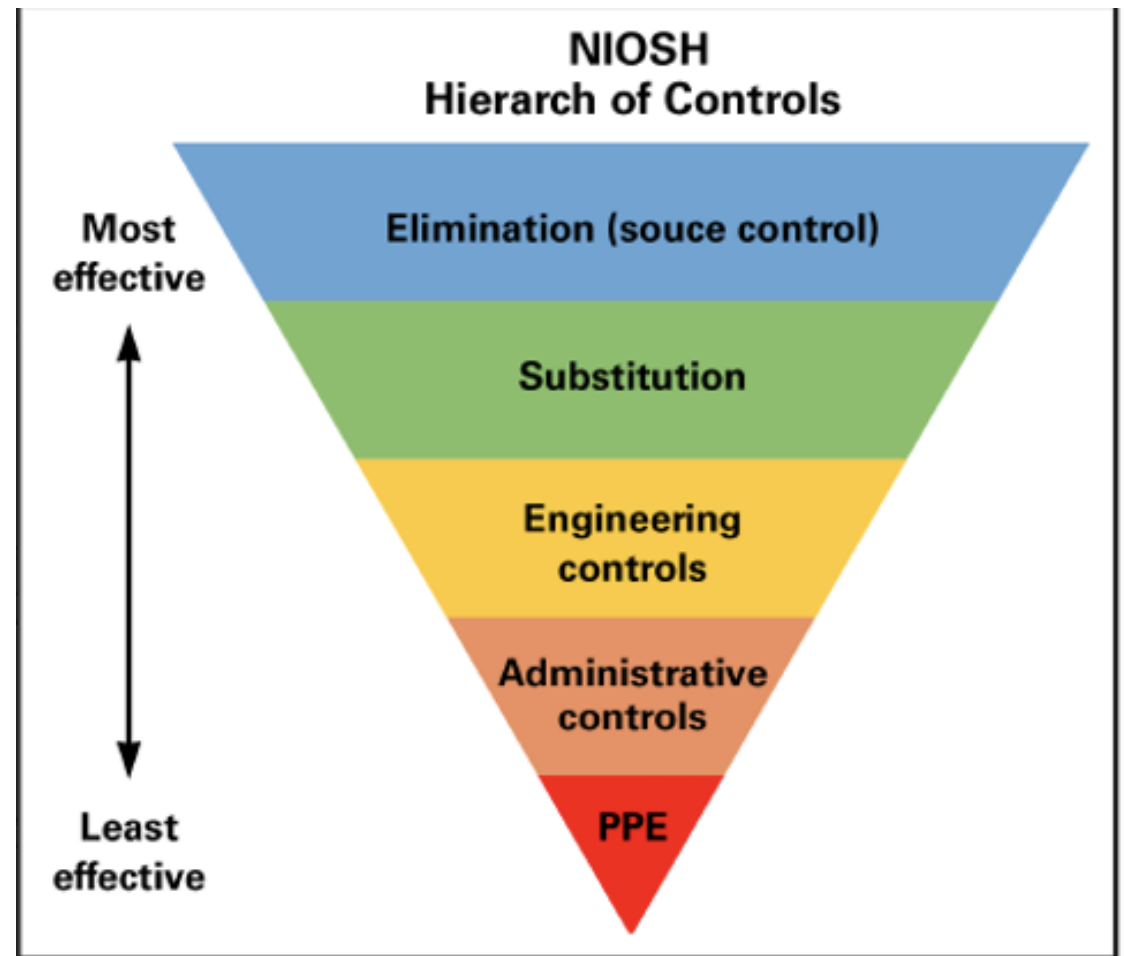 NIOSH
Hierarch of Controls
Most
effective
Elimination (souce control)
Substitution
Engineering
controls
Administrative
controls
PPE
Least
effective